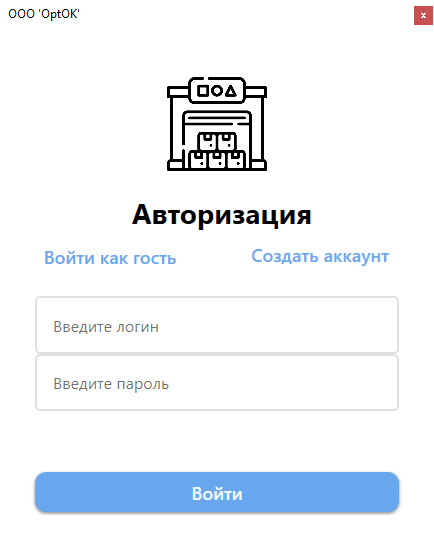 ООО 'OptOK'
x
Авторизация
Войти как гость
Создать аккаунт
Введите логин
Введите пароль
Войти